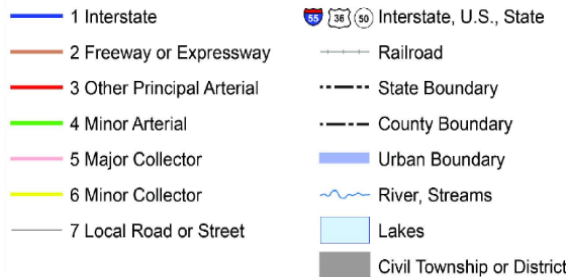 1 Interstate
2 Freeway or Expressway
3 Other Principal Arterial
4 Minor Arterial
5 Major Collector
6 Minor Collector
7 Local Road or Street
55 36 50 Interstate, U.S., State
Railroad
State Boundary
County Boundary
Urban Boundary
River, Streams
Lakes
Civil Township or District